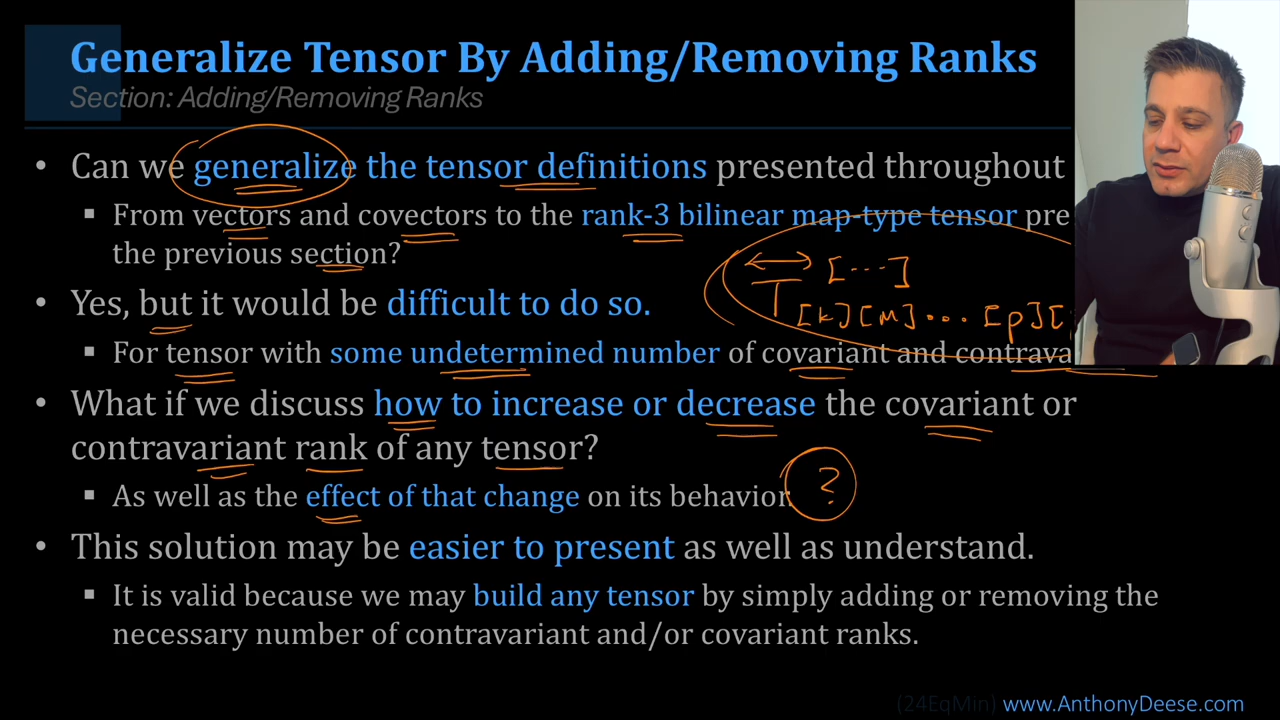 Generalize Tensor By Adding/Removing Ranks
Section: Adding/Removing Ranks
• Can we generalize the tensor definitions presented throughout
▪ From vectors and covectors to the rank-3 bilinear map-type tensor pre
the previous section?
[...]
T [k][m]...[p][
• Yes, but it would be difficult to do so.
▪ For tensor with some undetermined number of covariant and contrava
• What if we discuss how to increase or decrease the covariant or
contravariant rank of any tensor?
▪ As well as the effect of that change on its behavior. ?
• This solution may be easier to present as well as understand.
▪ It is valid because we may build any tensor by simply adding or removing the
necessary number of contravariant and/or covariant ranks.
(24EqMin) www.AnthonyDeese.com